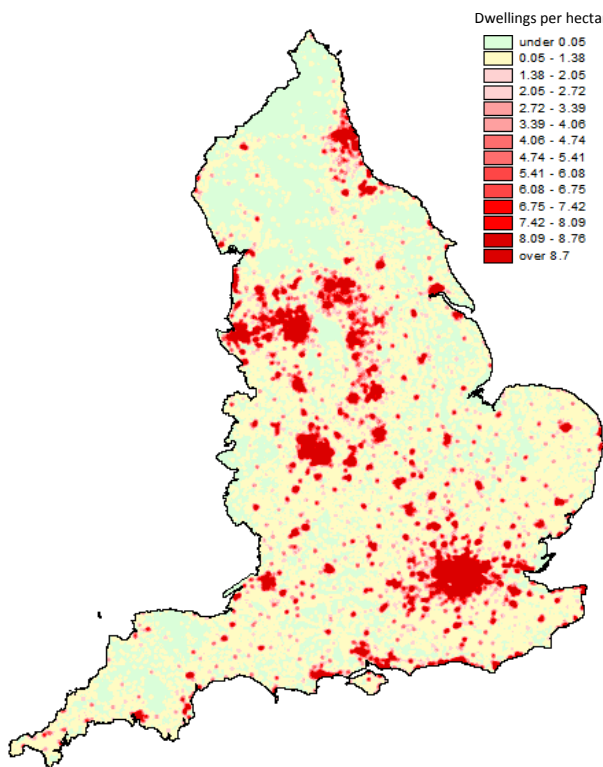 Dwellings per hecta
under 0.05
0.05 - 1.38
1.38 - 2.05
2.05 - 2.72
2.72 - 3.39
3.39 - 4.06
4.06 - 4.74
4.74 - 5.41
5.41 - 6.08
6.08 - 6.75
6.75 - 7.42
7.42 - 8.09
8.09 - 8.76
over 8.7